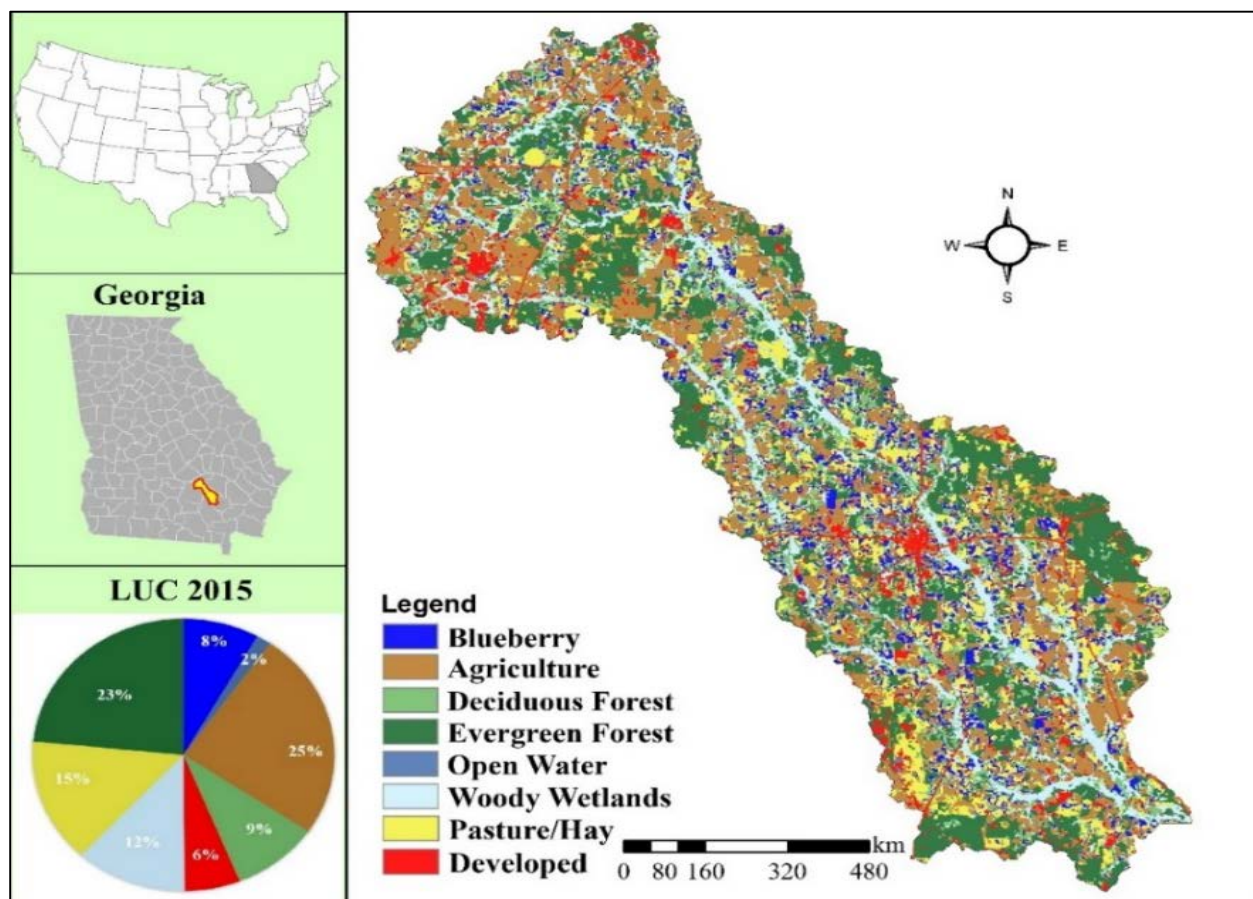 Georgia
LUC 2015
8%
2%
23%
25%
15%
9%
12%
6%
N
W E
S
Legend
Blueberry
Agriculture
Deciduous Forest
Evergreen Forest
Open Water
Woody Wetlands
Pasture/Hay
Developed
km
0 80 160 320 480